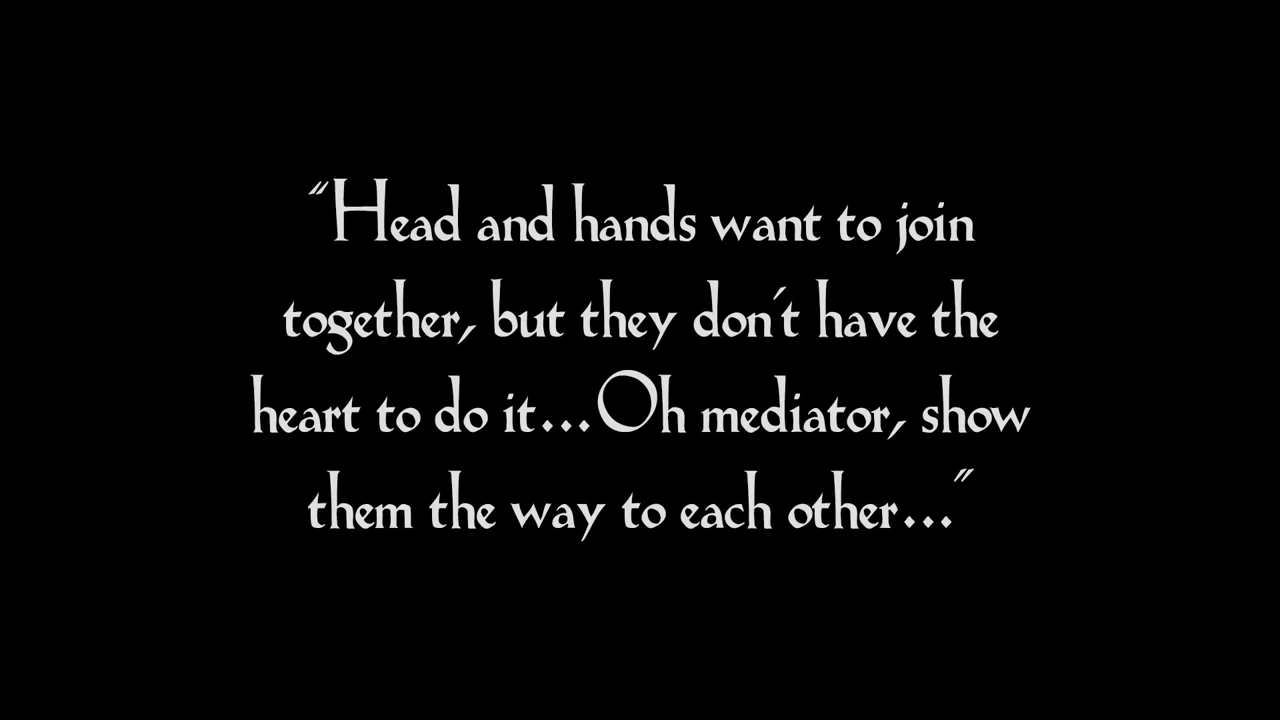 "Head and hands want to join
together, but they don't have the
heart to do it...Oh mediator, show
them the way to each other..."